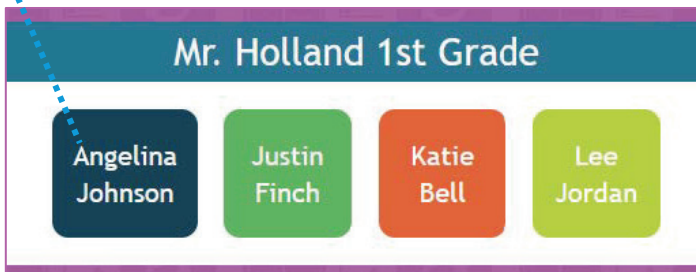 Mr. Holland 1st Grade
Angelina
Johnson
Justin
Finch
Katie
Bell
Lee
Jordan